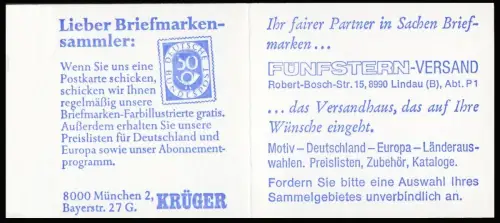 Lieber Briefmarken-
sammler:
Wenn Sie uns eine
Postkarte schicken,
schicken wir Ihnen
regelmäßig unsere
Briefmarken-Farbillustrierte gratis.
Außerdem erhalten Sie unsere
Preislisten für Deutschland und
Europa sowie unser Abonnement-
programm.
8000 München 2,
Bayerstr. 27 G. KRÜGER
DEUTSCHE
BUNDESPOST
50
Ihr fairer Partner in Sachen Brief-
marken...
FÜNFSTERN-VERSAND
Robert-Bosch-Str. 15, 8990 Lindau (B), Abt. P1
...das Versandhaus, das auf Ihre
Wünsche eingeht.
Motiv – Deutschland – Europa – Länderaus-
wahlen. Preislisten, Zubehör, Kataloge.
Fordern Sie bitte eine Auswahl Ihres
Sammelgebietes unverbindlich an.